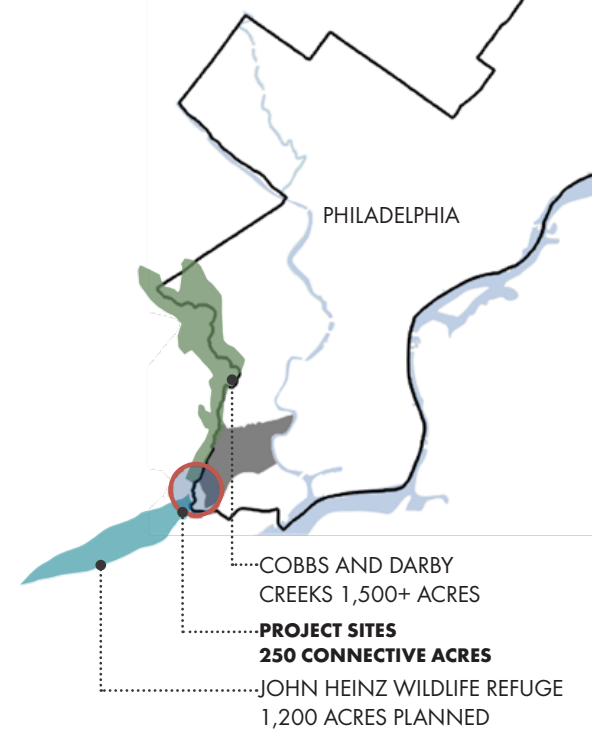 PHILADELPHIA
COBBS AND DARBY
CREEKS 1,500+ ACRES
PROJECT SITES
250 CONNECTIVE ACRES
JOHN HEINZ WILDLIFE REFUGE
1,200 ACRES PLANNED